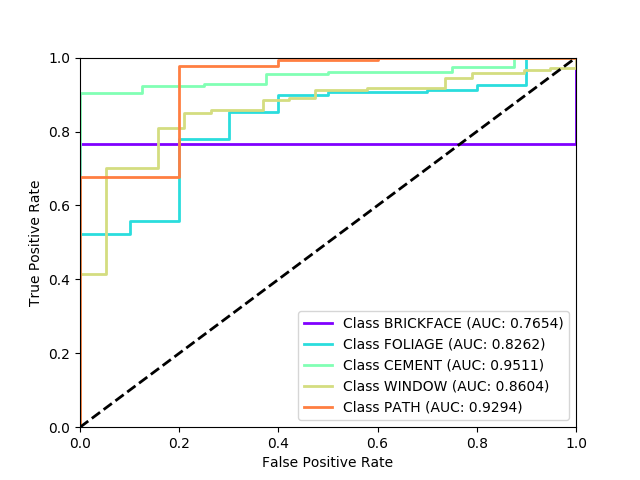 1.0
0.8
0.6
0.4
0.2
0.0
True Positive Rate
Class BRICKFACE (AUC: 0.7654)
Class FOLIAGE (AUC: 0.8262)
Class CEMENT (AUC: 0.9511)
Class WINDOW (AUC: 0.8604)
Class PATH (AUC: 0.9294)
0.0 0.2 0.4 0.6 0.8 1.0
False Positive Rate